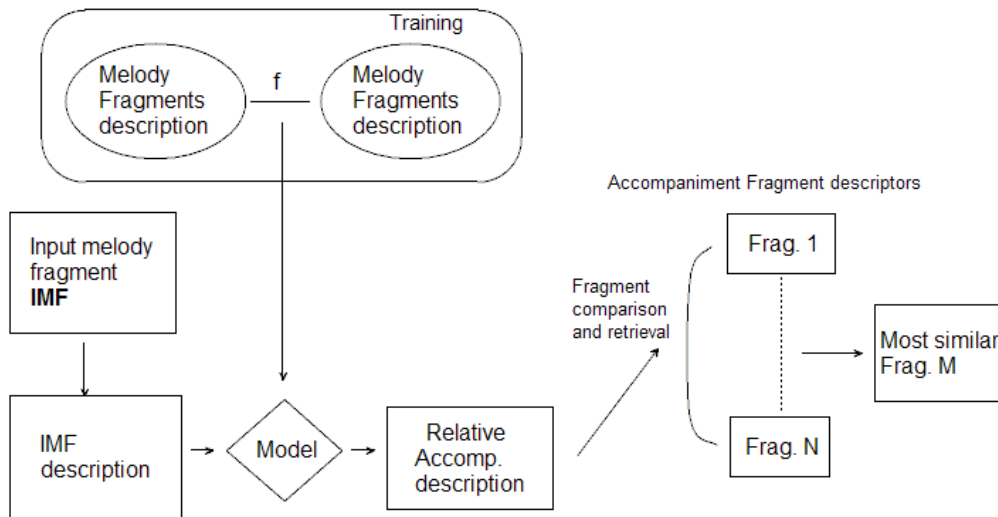 Training
Melody
Fragments
description
f
Melody
Fragments
description
Accompaniment Fragment descriptors
Input melody
fragment
IMF
Frag. 1
Fragment
comparison
and retrieval
Most similar
Frag. M
IMF
description
Model
Relative
Accomp.
description
Frag. N